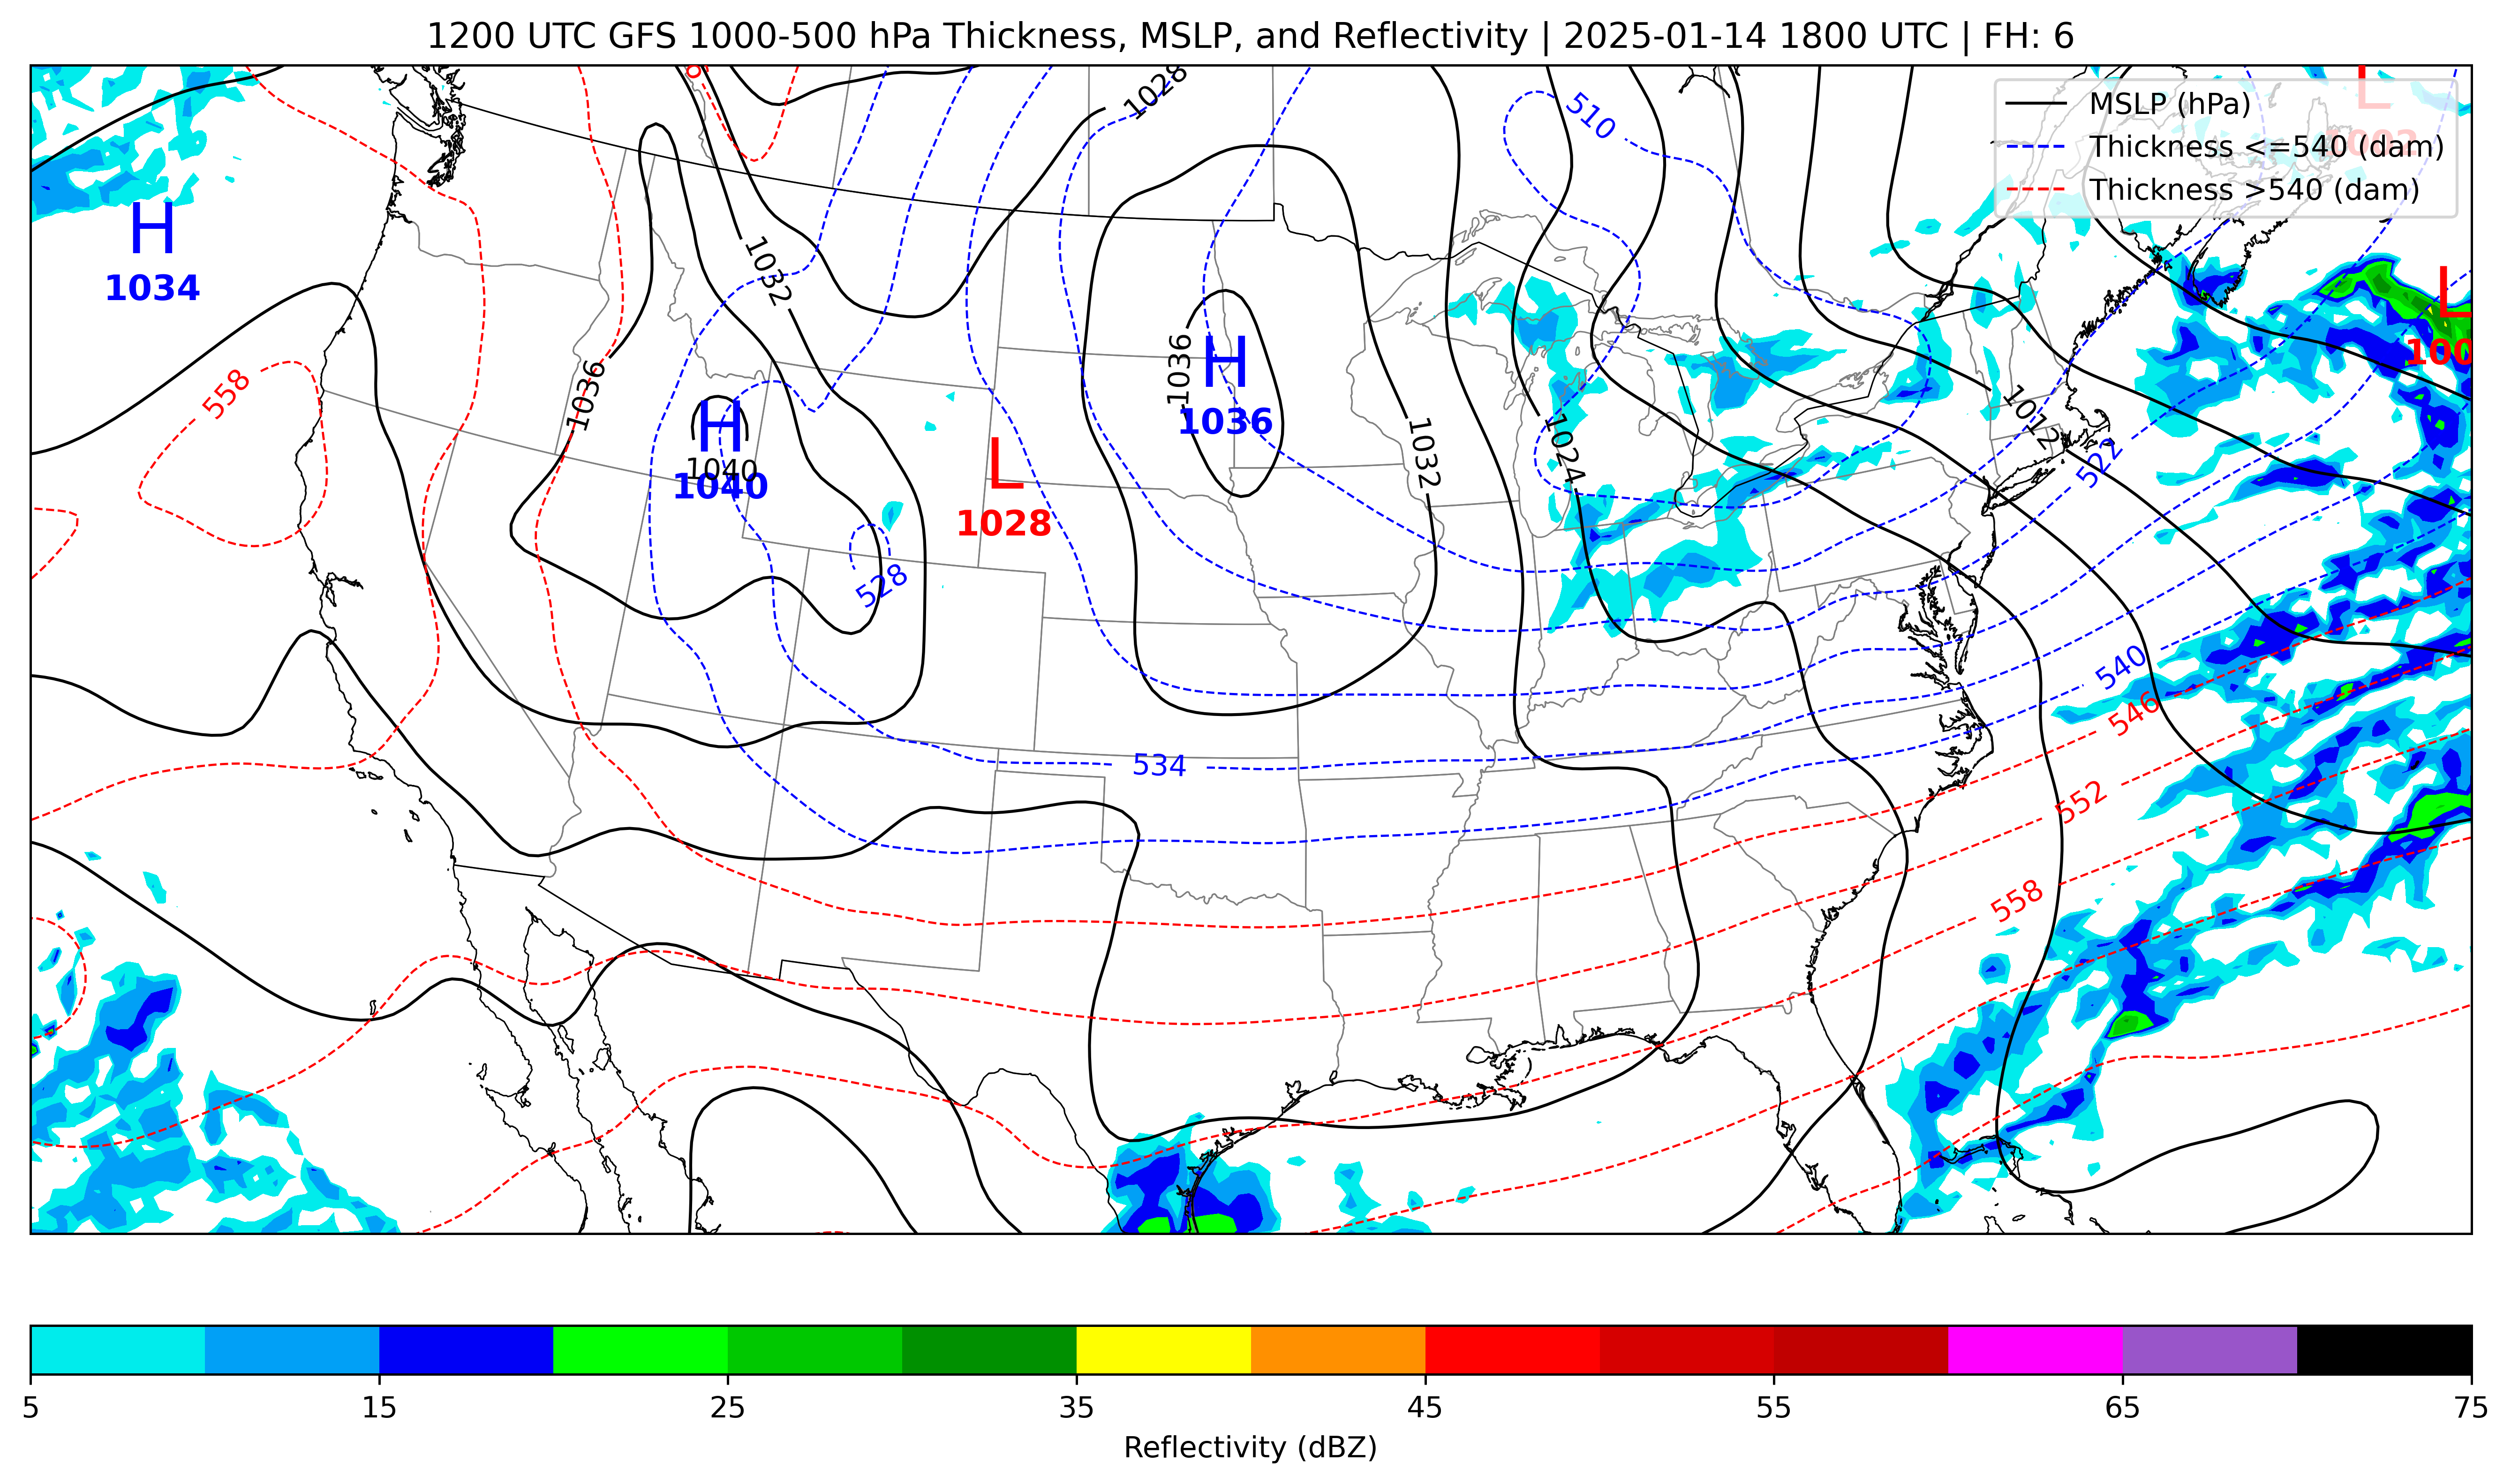 1200 UTC GFS 1000-500 hPa Thickness, MSLP, and Reflectivity | 2025-01-14 1800 UTC | FH: 6
MSLP (hPa)
Thickness <=540 (dam)
Thickness >540 (dam)
L
1002
1028
510
H
1034
1032
L
100
1036
H
1036
558
1036
H
1040
1040
L
1028
1032
1024
1012
522
528
540
546
534
552
558
5 15 25 35 45 55 65 75
Reflectivity (dBZ)